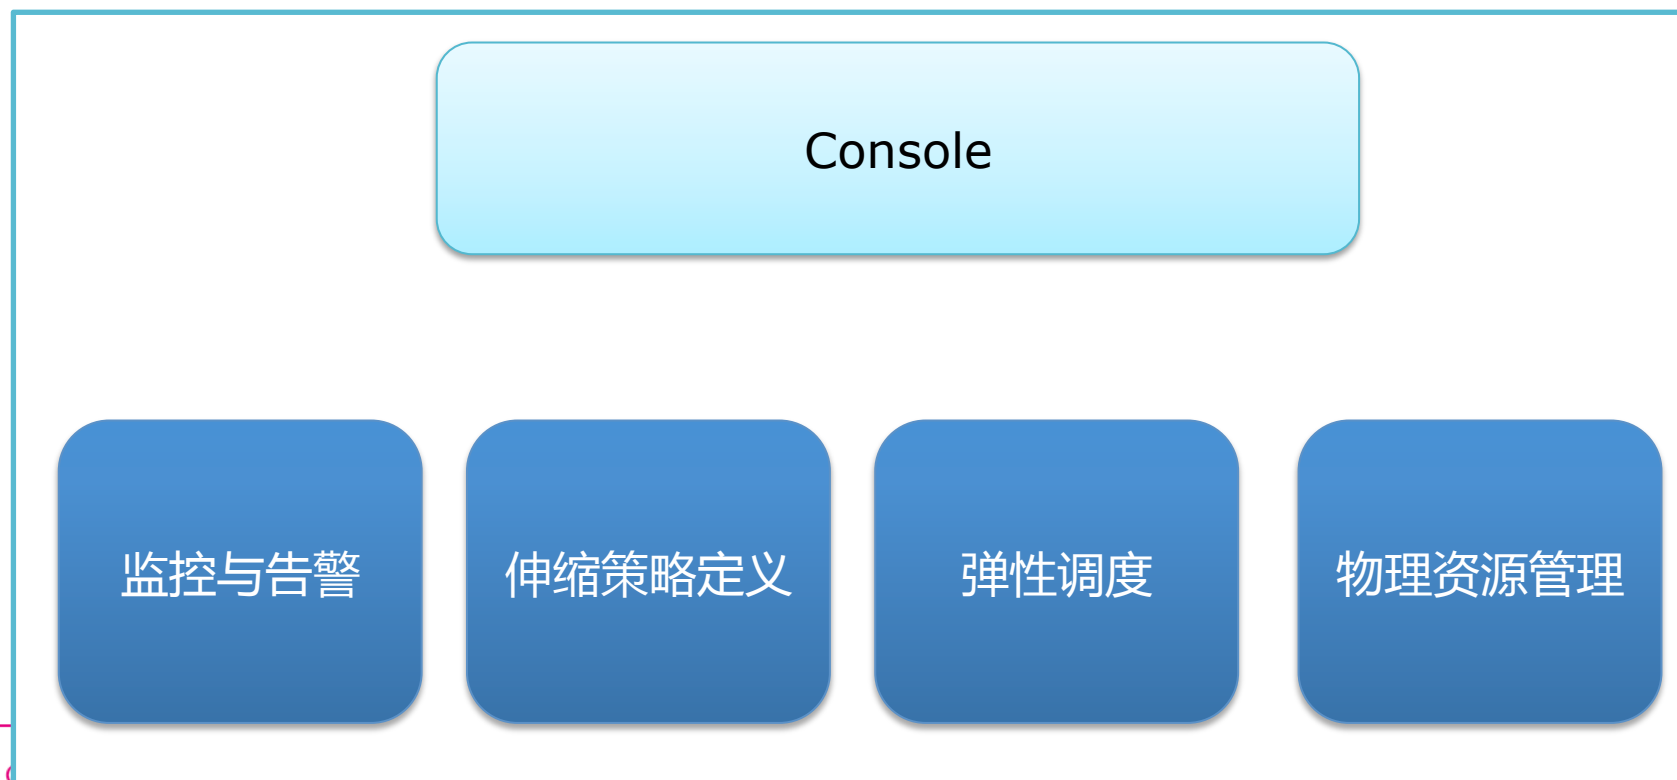 Console
监控与告警
伸缩策略定义
弹性调度
物理资源管理